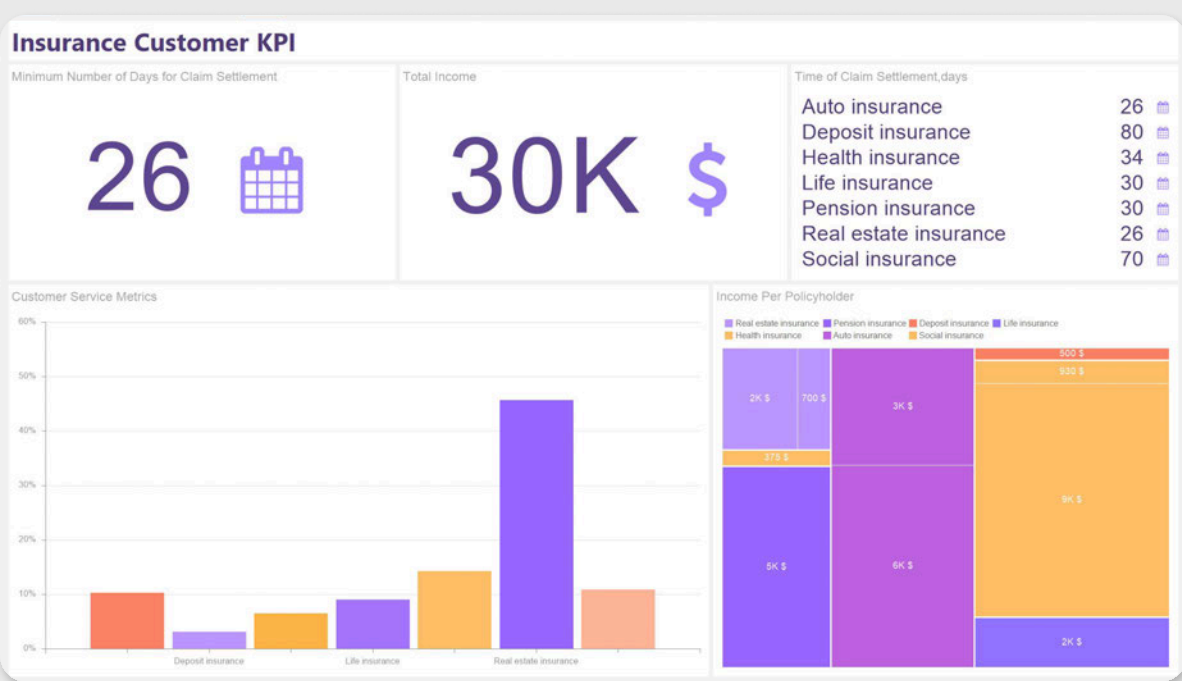 Insurance Customer KPI
Minimum Number of Days for Claim Settlement
26
Total Income
30K $
Time of Claim Settlement,days
Auto insurance 26
Deposit insurance 80
Health insurance 34
Life insurance 30
Pension insurance 30
Real estate insurance 26
Social insurance 70
Customer Service Metrics
60%
50%
40%
30%
20%
10%
0%
Deposit insurance Life insurance Real estate insurance
Income Per Policyholder
Real estate insurance Pension insurance Deposit insurance Life insurance
Health insurance Auto insurance Social insurance
2K $
700 $
375 $
5K $
3K $
6K $
500 $
930 $
9K $
2K $